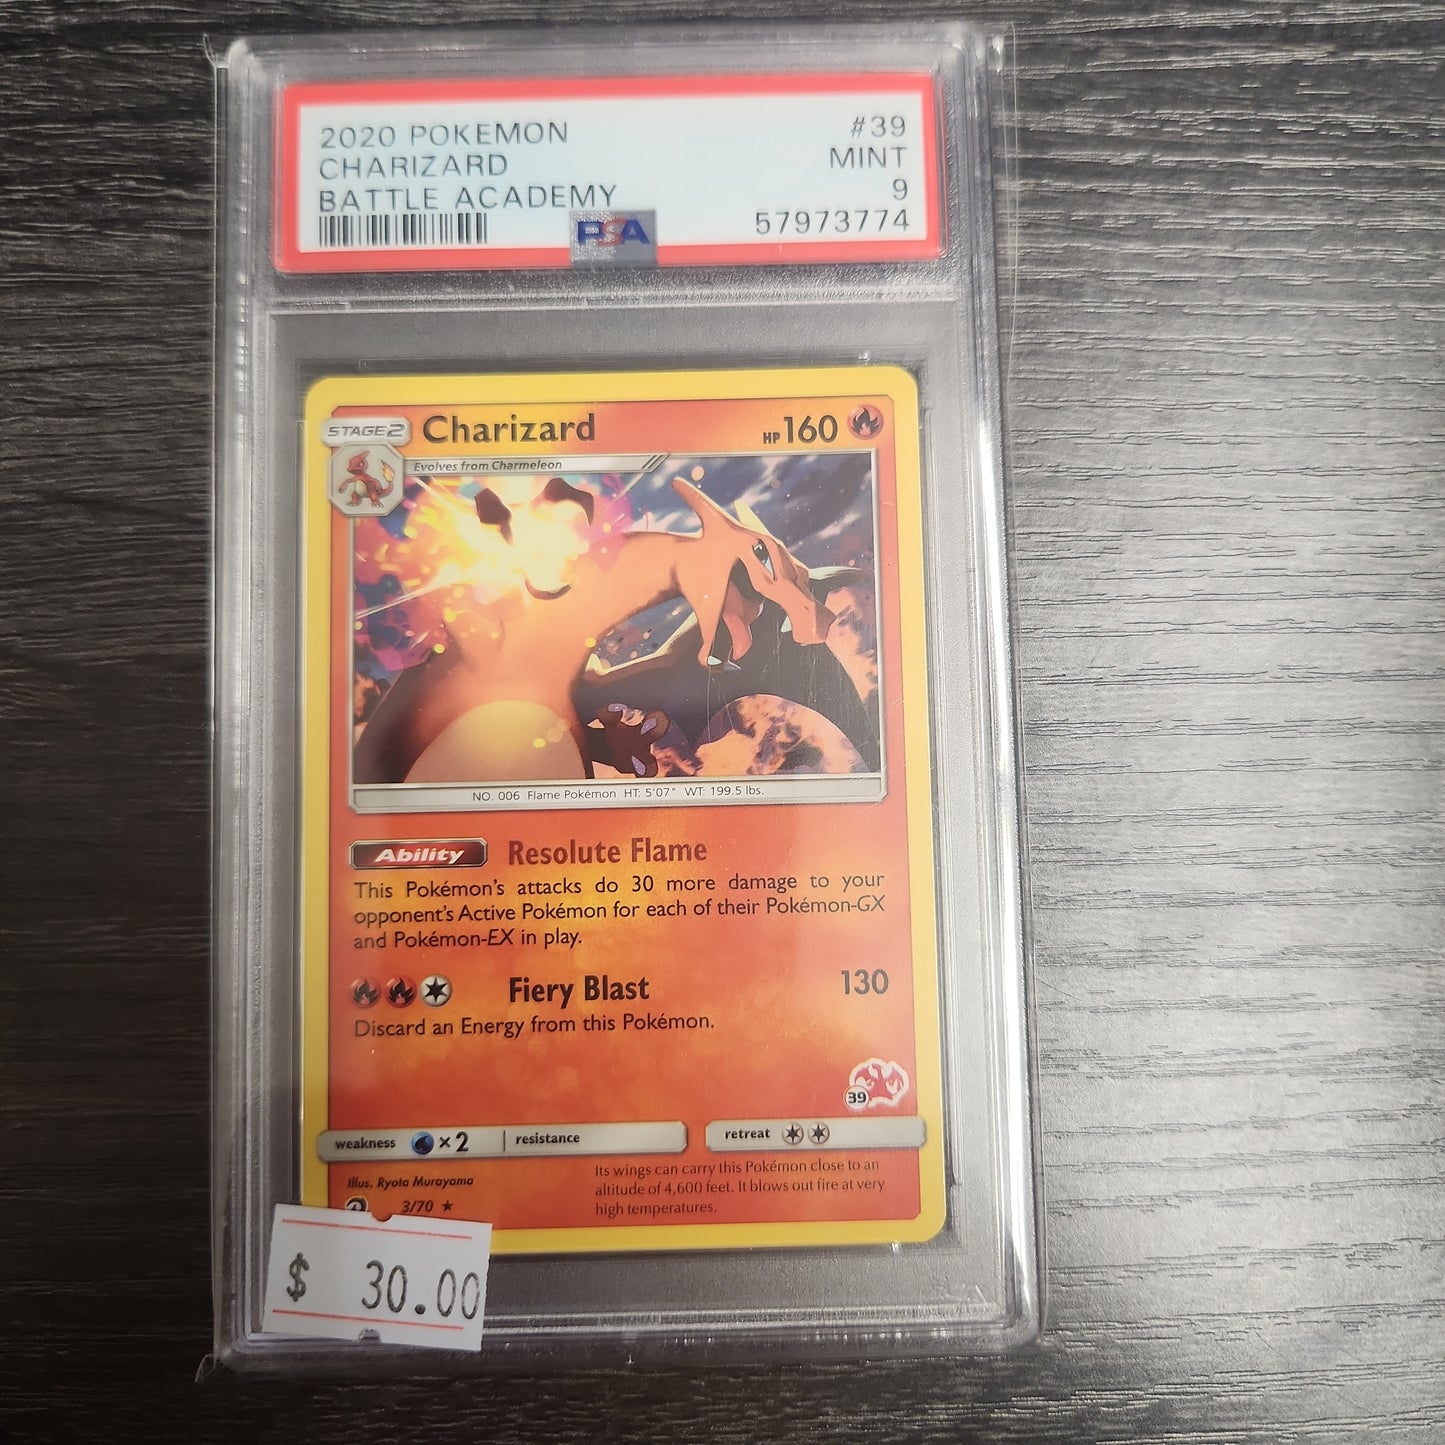 2020 POKEMON #39
CHARIZARD MINT
BATTLE ACADEMY 9
PSA 57973774
STAGE 2 Charizard HP 160
Evolves from Charmeleon
NO. 006 Flame Pokémon HT: 5'07" WT: 199.5 lbs.
Ability Resolute Flame
This Pokémon's attacks do 30 more damage to your
opponent's Active Pokémon for each of their Pokémon-GX
and Pokémon-EX in play.
Fiery Blast 130
Discard an Energy from this Pokémon.
39
weakness ×2 resistance retreat
Illus. Ryota Murayama
3/70 ★
Its wings can carry this Pokémon close to an
altitude of 4,600 feet. It blows out fire at very
high temperatures.
$ 30.00